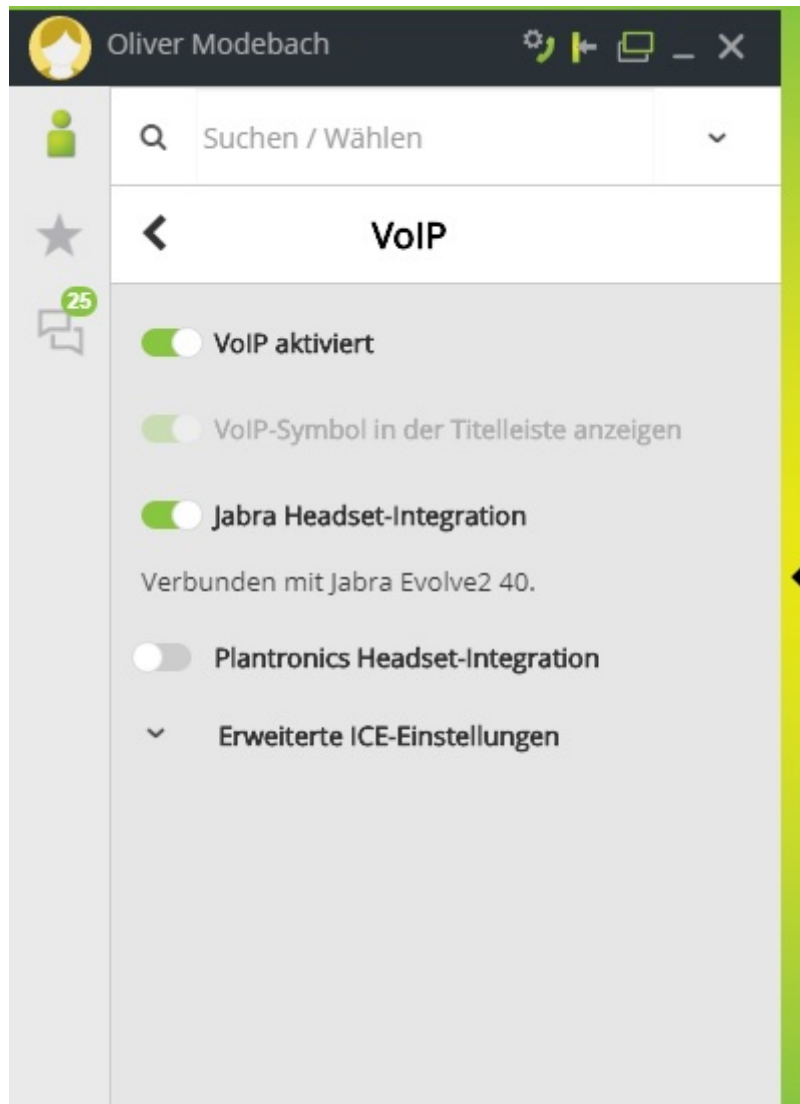 Oliver Modebach
Suchen / Wählen
VoIP
25
VoIP aktiviert
VoIP-Symbol in der Titelleiste anzeigen
Jabra Headset-Integration
Verbunden mit Jabra Evolve2 40.
Plantronics Headset-Integration
Erweiterte ICE-Einstellungen